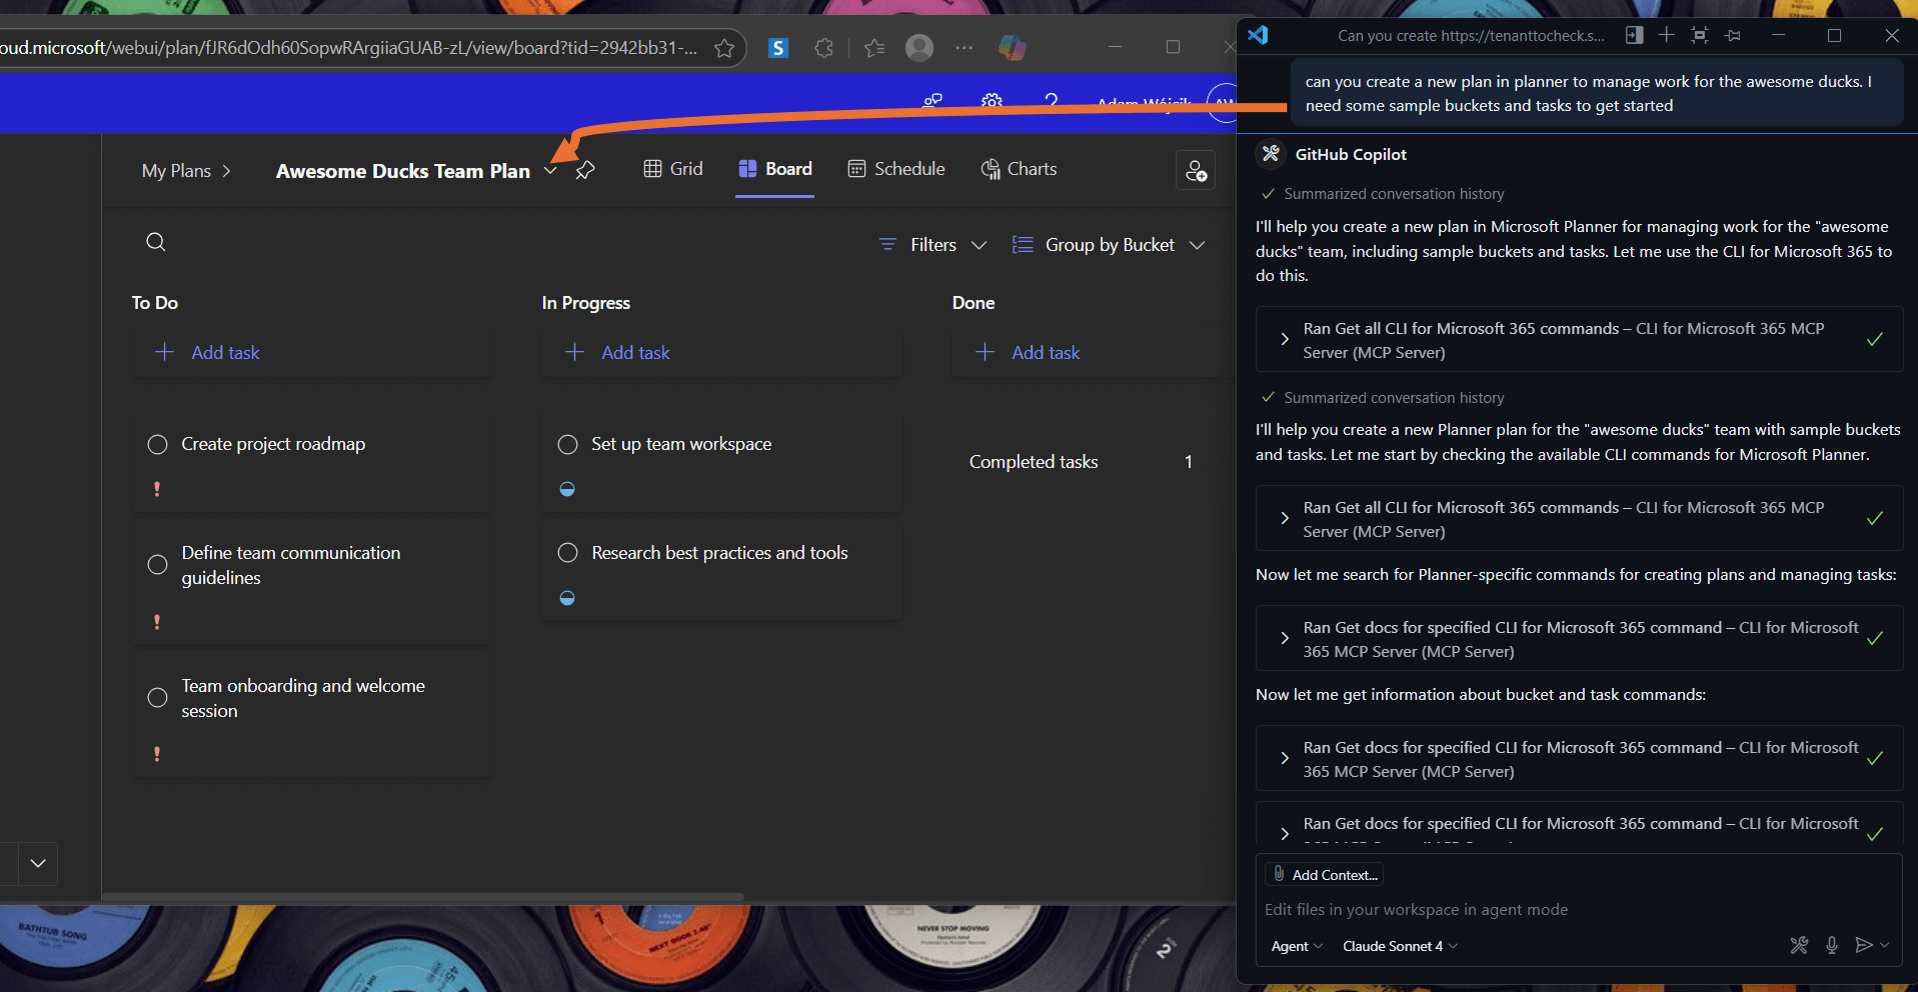 oud.microsoft/webui/plan/fJR6dOdh60SopwRArgiiaGUAB-zL/view/board?tid=2942bb31-...
S
Adam Wójcik
AW
My Plans
Awesome Ducks Team Plan
Grid
Board
Schedule
Charts
Filters
Group by Bucket
To Do
Add task
Create project roadmap
Define team communication
guidelines
Team onboarding and welcome
session
In Progress
Add task
Set up team workspace
Research best practices and tools
Done
Add task
Completed tasks 1
Can you create https://tenanttocheck.s...
can you create a new plan in planner to manage work for the awesome ducks. I
need some sample buckets and tasks to get started
GitHub Copilot
Summarized conversation history
I'll help you create a new plan in Microsoft Planner for managing work for the "awesome
ducks" team, including sample buckets and tasks. Let me use the CLI for Microsoft 365 to
do this.
Ran Get all CLI for Microsoft 365 commands – CLI for Microsoft 365 MCP
Server (MCP Server)
Summarized conversation history
I'll help you create a new Planner plan for the "awesome ducks" team with sample buckets
and tasks. Let me start by checking the available CLI commands for Microsoft Planner.
Ran Get all CLI for Microsoft 365 commands – CLI for Microsoft 365 MCP
Server (MCP Server)
Now let me search for Planner-specific commands for creating plans and managing tasks:
Ran Get docs for specified CLI for Microsoft 365 command – CLI for Microsoft
365 MCP Server (MCP Server)
Now let me get information about bucket and task commands:
Ran Get docs for specified CLI for Microsoft 365 command – CLI for Microsoft
365 MCP Server (MCP Server)
Ran Get docs for specified CLI for Microsoft 365 command – CLI for Microsoft
Add Context...
Edit files in your workspace in agent mode
Agent
Claude Sonnet 4
BATHTUB SONG
45
1
NEXT DOOR 2.48"
NEVER STOP MOVING
2